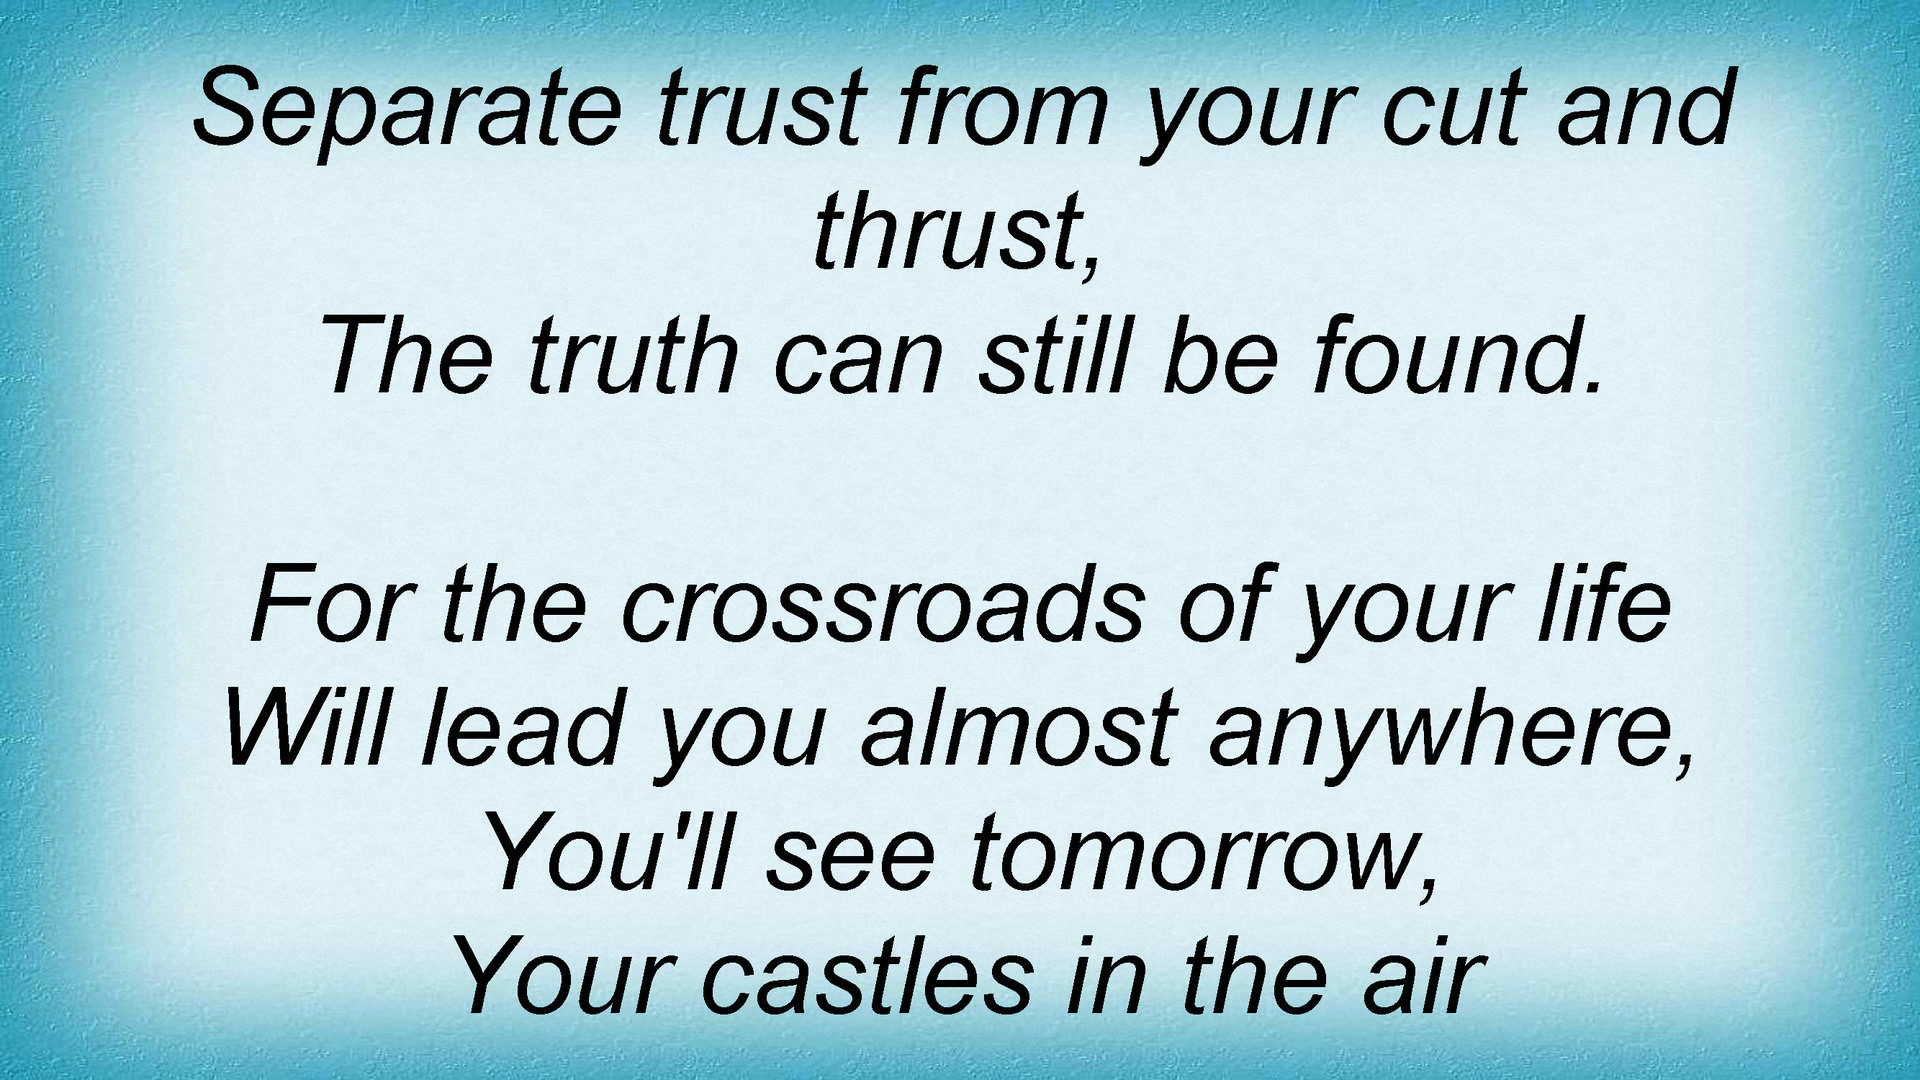 Separate trust from your cut and
thrust,
The truth can still be found.
For the crossroads of your life
Will lead you almost anywhere,
You'll see tomorrow,
Your castles in the air